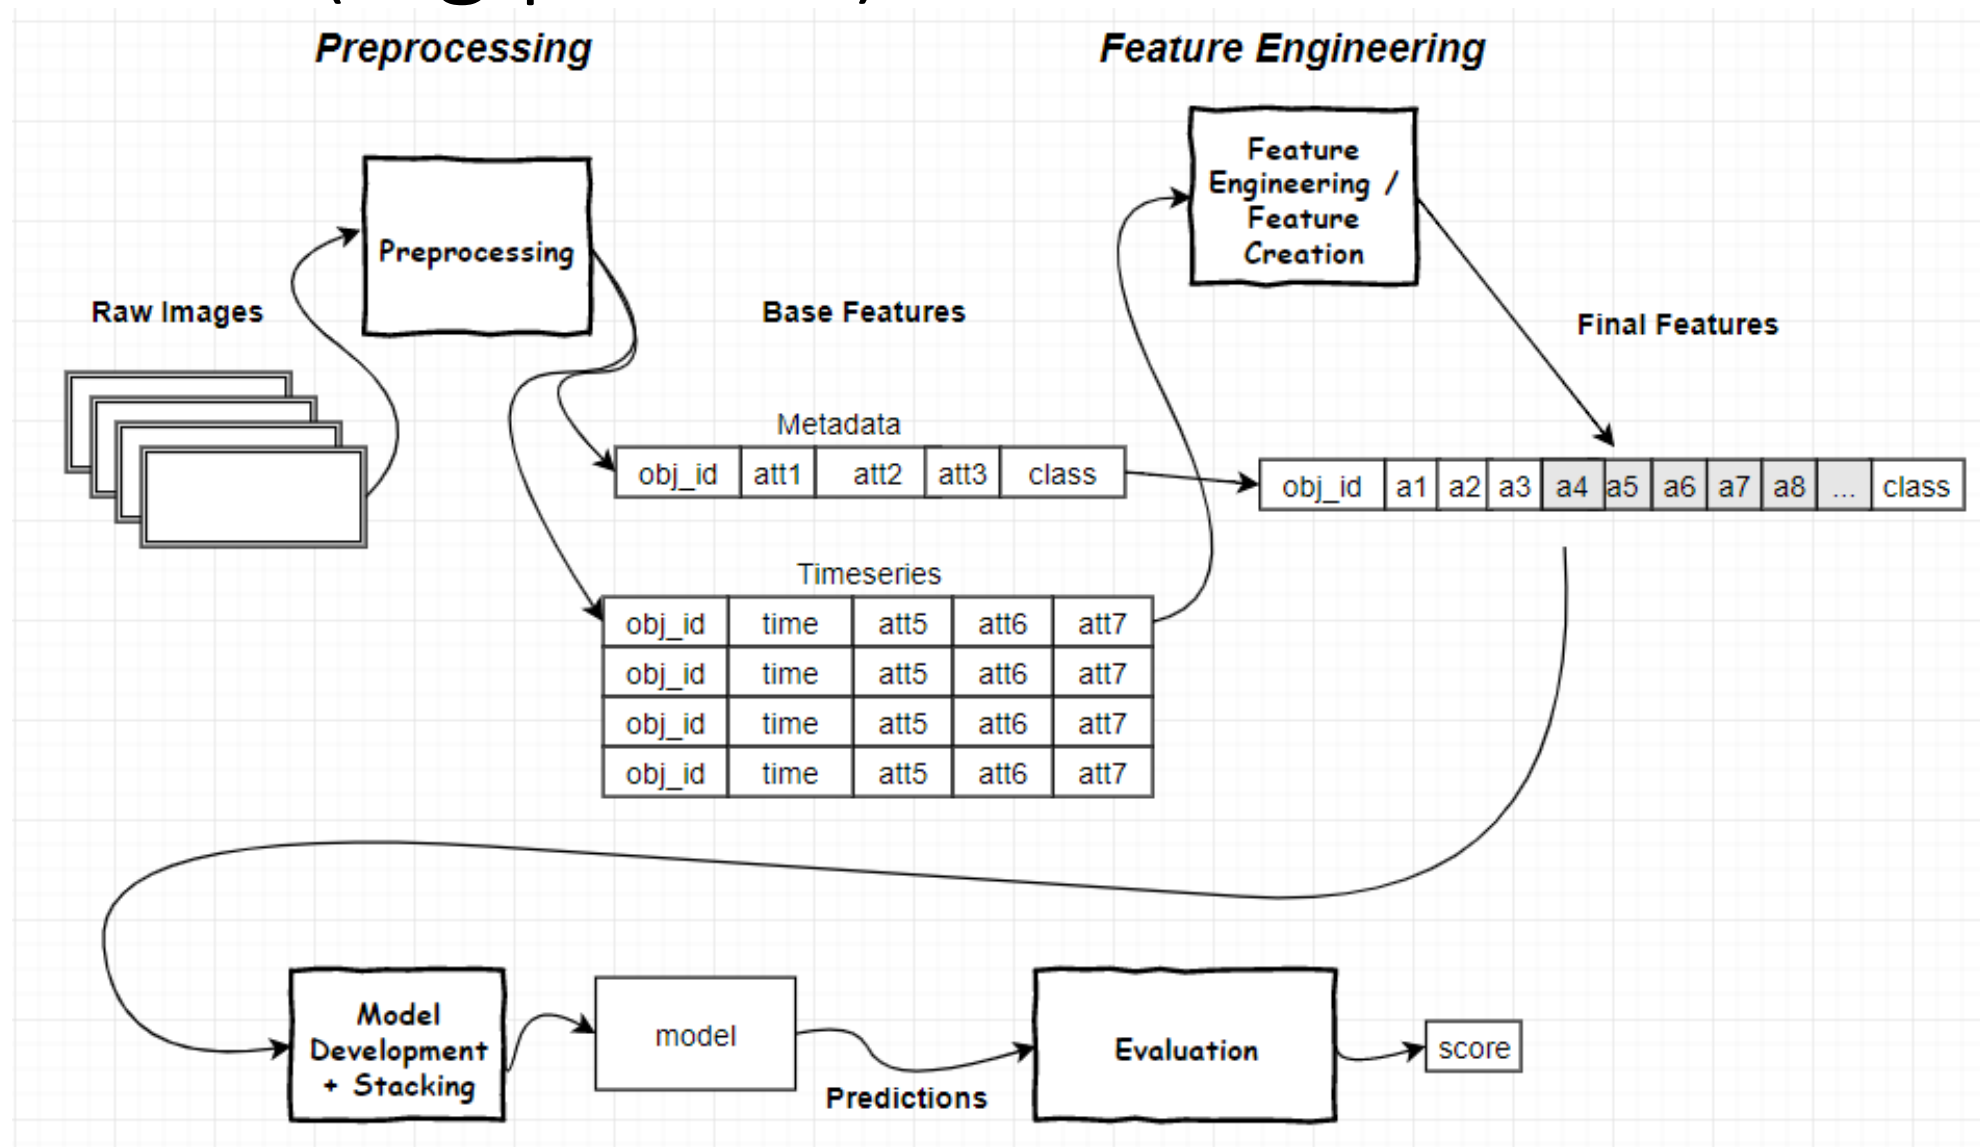 Preprocessing
Feature Engineering
Feature
Engineering /
Feature
Creation
Preprocessing
Raw Images
Base Features
Final Features
Metadata
obj_id att1 att2 att3 class
obj_id a1 a2 a3 a4 a5 a6 a7 a8 ... class
Timeseries
obj_id time att5 att6 att7
obj_id time att5 att6 att7
obj_id time att5 att6 att7
obj_id time att5 att6 att7
Model
Development
+ Stacking
model
Predictions
Evaluation
score